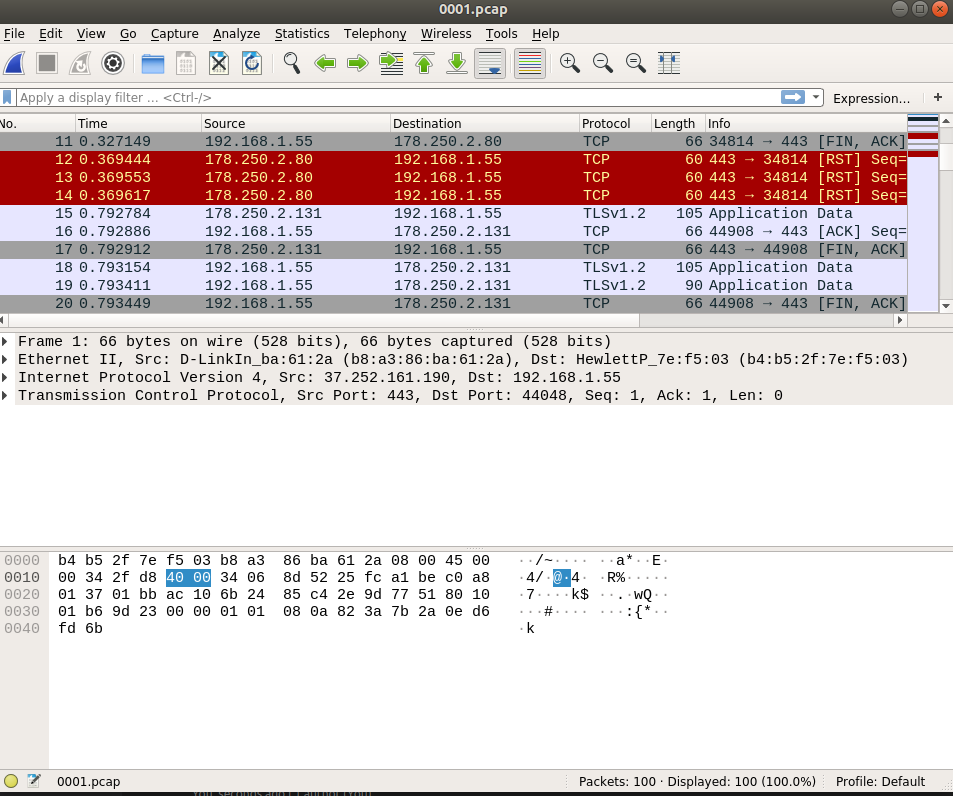 0001.pcap
File Edit View Go Capture Analyze Statistics Telephony Wireless Tools Help
Apply a display filter ... <Ctrl-/> Expression... +
No. Time Source Destination Protocol Length Info
11 0.327149 192.168.1.55 178.250.2.80 TCP 66 34814 → 443 [FIN, ACK]
12 0.369444 178.250.2.80 192.168.1.55 TCP 60 443 → 34814 [RST] Seq=
13 0.369553 178.250.2.80 192.168.1.55 TCP 60 443 → 34814 [RST] Seq=
14 0.369617 178.250.2.80 192.168.1.55 TCP 60 443 → 34814 [RST] Seq=
15 0.792784 178.250.2.131 192.168.1.55 TLSv1.2 105 Application Data
16 0.792886 192.168.1.55 178.250.2.131 TCP 66 44908 → 443 [ACK] Seq=
17 0.792912 178.250.2.131 192.168.1.55 TCP 66 443 → 44908 [FIN, ACK]
18 0.793154 192.168.1.55 178.250.2.131 TLSv1.2 105 Application Data
19 0.793411 192.168.1.55 178.250.2.131 TLSv1.2 90 Application Data
20 0.793449 192.168.1.55 178.250.2.131 TCP 66 44908 → 443 [FIN, ACK]
Frame 1: 66 bytes on wire (528 bits), 66 bytes captured (528 bits)
Ethernet II, Src: D-LinkIn_ba:61:2a (b8:a3:86:ba:61:2a), Dst: HewlettP_7e:f5:03 (b4:b5:2f:7e:f5:03)
Internet Protocol Version 4, Src: 37.252.161.190, Dst: 192.168.1.55
Transmission Control Protocol, Src Port: 443, Dst Port: 44048, Seq: 1, Ack: 1, Len: 0
0000 b4 b5 2f 7e f5 03 b8 a3 86 ba 61 2a 08 00 45 00 ··/~···· ··a*··E·
0010 00 34 2f d8 40 00 34 06 8d 52 25 fc a1 be c0 a8 ·4/·@·4· ·R%·····
0020 01 37 01 bb ac 10 6b 24 85 c4 2e 9d 77 51 80 10 ·7····k$ ··.·wQ··
0030 01 b6 9d 23 00 00 01 01 08 0a 82 3a 7b 2a 0e d6 ···#···· ···:{*··
0040 fd 6b ·k
0001.pcap Packets: 100 · Displayed: 100 (100.0%) Profile: Default